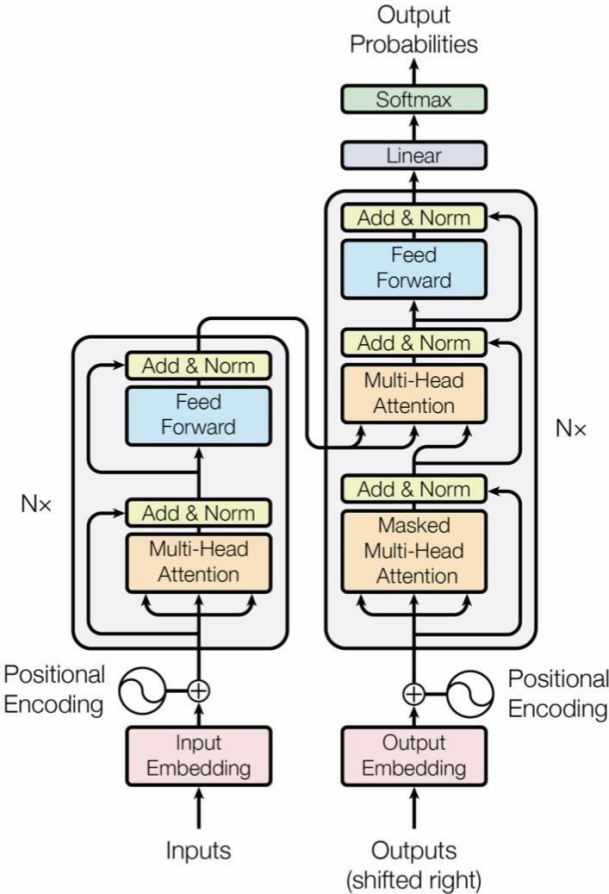 Output
Probabilities
Softmax
Linear
Add & Norm
Feed
Forward
Add & Norm
Multi-Head
Attention
Add & Norm
Masked
Multi-Head
Attention
N×
Add & Norm
Feed
Forward
Add & Norm
Multi-Head
Attention
N×
Positional
Encoding
Positional
Encoding
Input
Embedding
Output
Embedding
Inputs
Outputs
(shifted right)